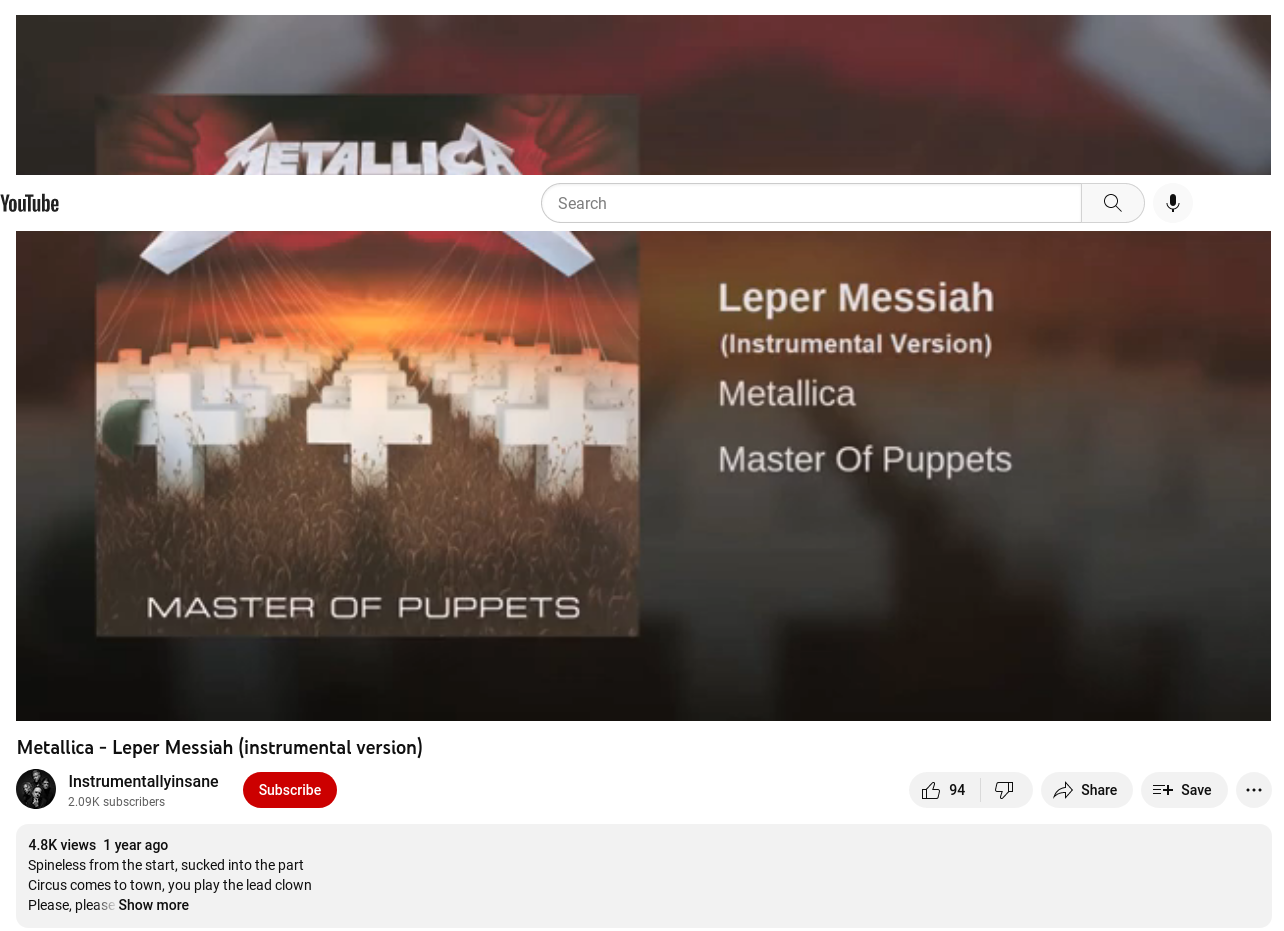 METALLICA
YouTube
Search
Leper Messiah
(Instrumental Version)
Metallica
Master Of Puppets
MASTER OF PUPPETS
Metallica - Leper Messiah (instrumental version)
Instrumentallyinsane
2.09K subscribers
Subscribe
94
Share
Save
4.8K views 1 year ago
Spineless from the start, sucked into the part
Circus comes to town, you play the lead clown
Please, please Show more